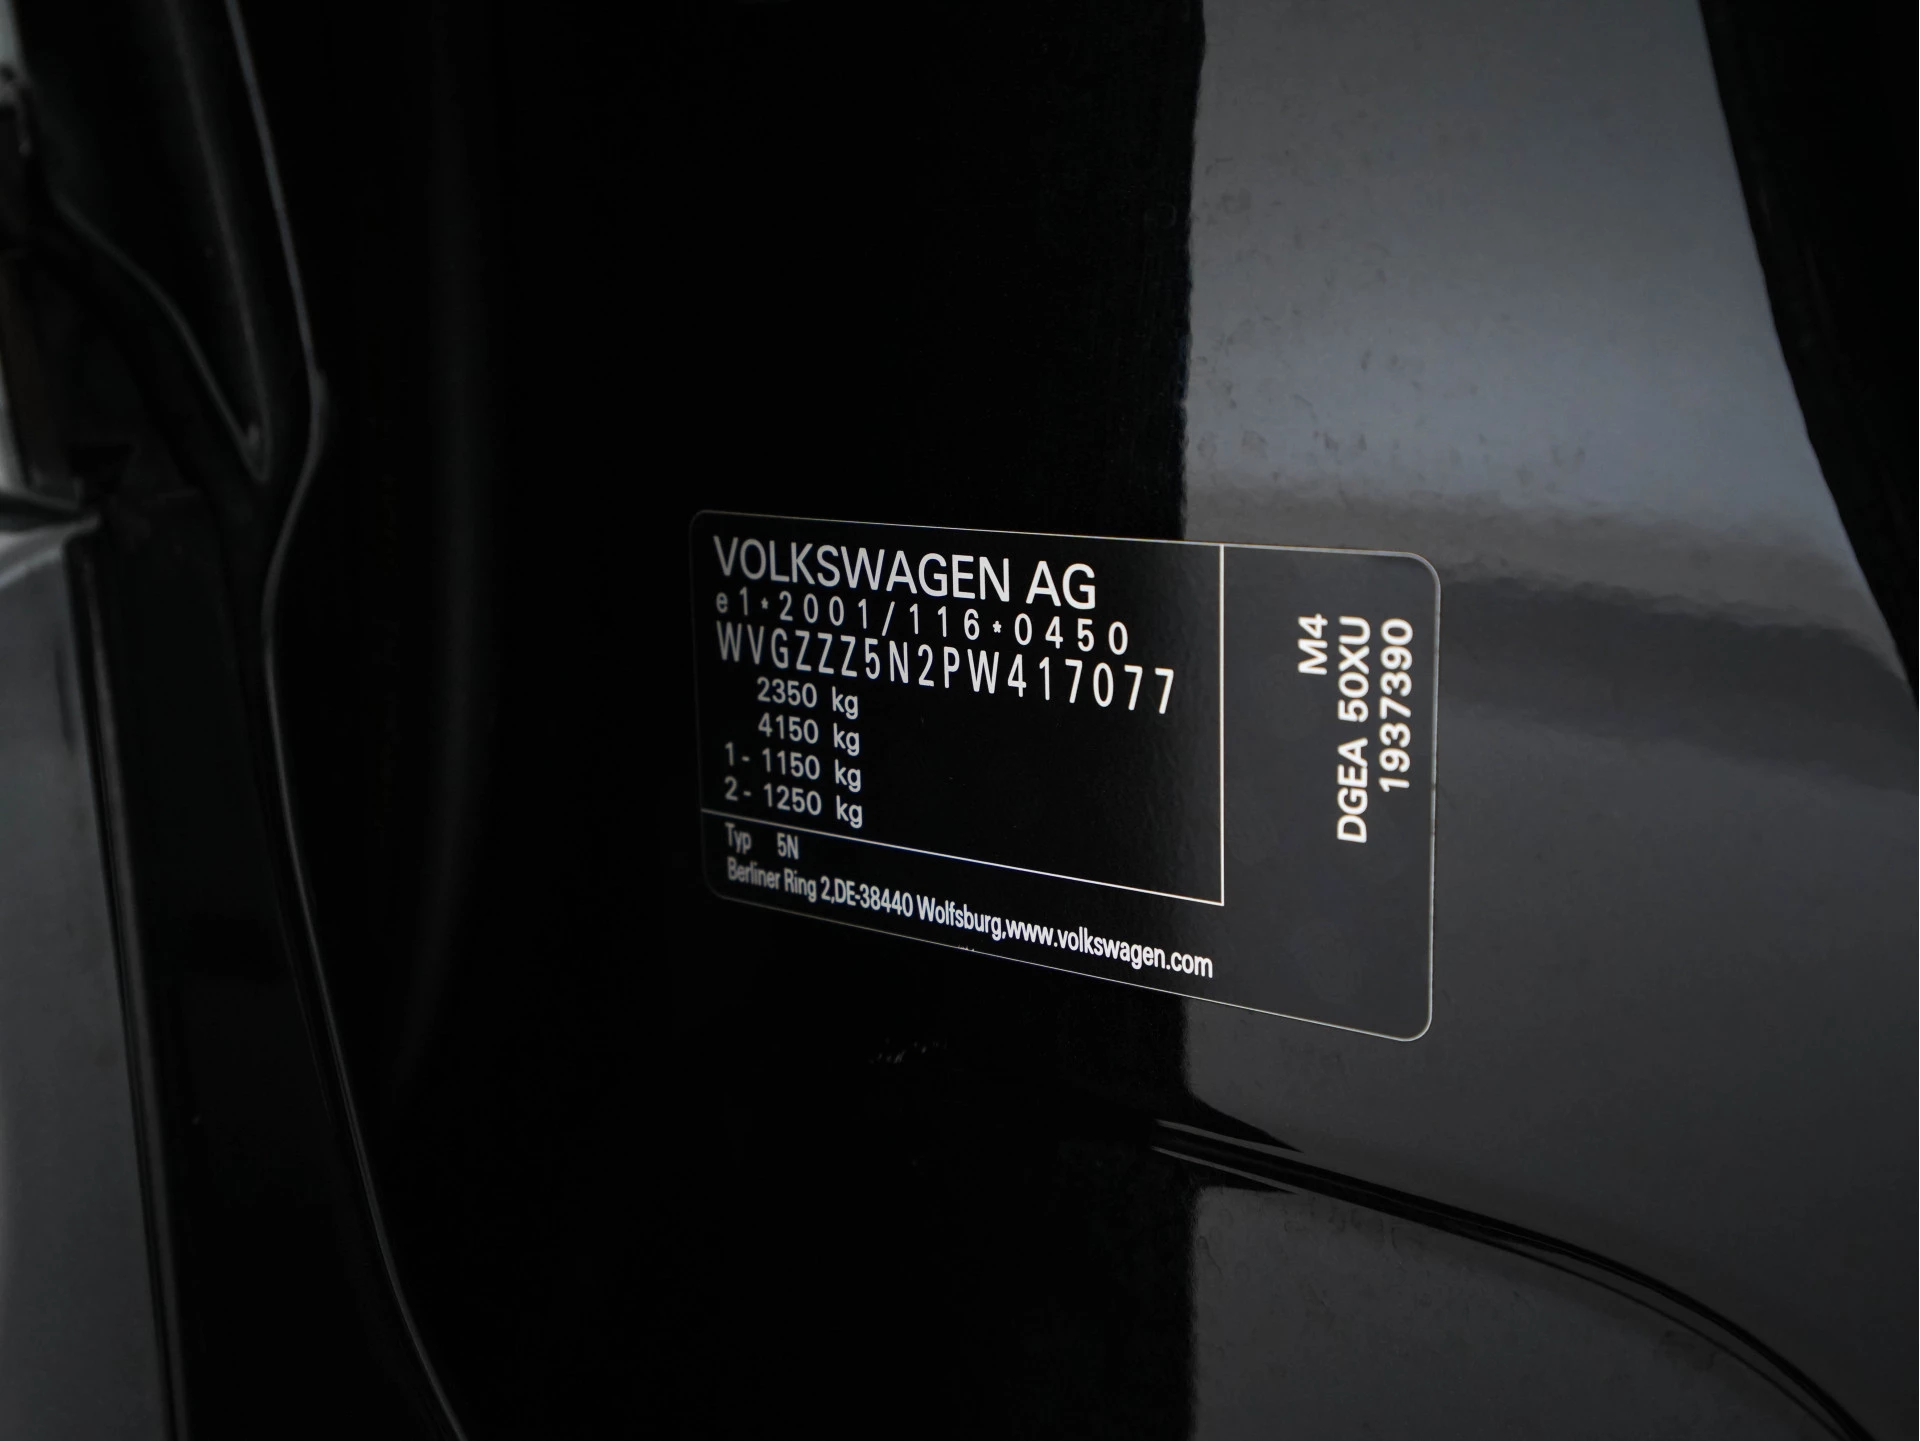 VOLKSWAGEN AG
e1*2001/116*0450
WVGZZZ5N2PW417077
2350 kg
4150 kg
1- 1150 kg
2- 1250 kg
Typ 5N
Berliner Ring 2,DE-38440 Wolfsburg,www.volkswagen.com
M4
DGEA 50XU
1937390